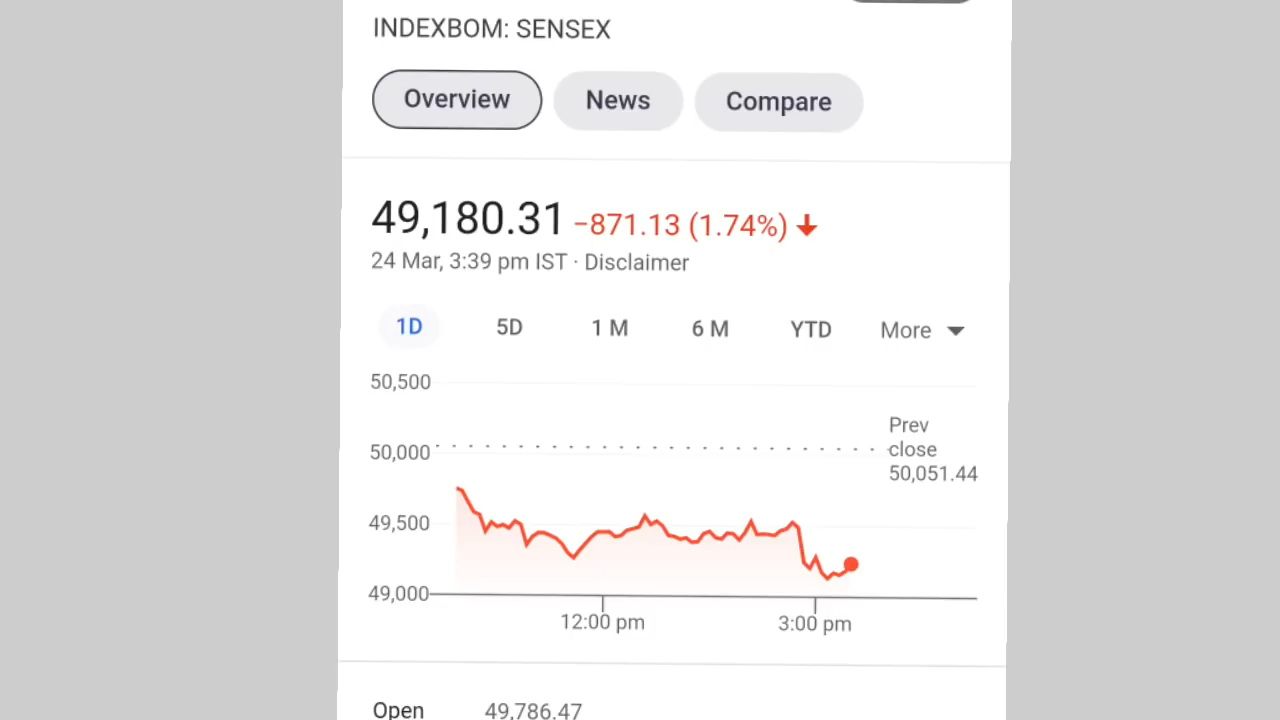 INDEXBOM: SENSEX
Overview News Compare
49,180.31 −871.13 (1.74%)
24 Mar, 3:39 pm IST · Disclaimer
1D 5D 1 M 6 M YTD More
50,500
Prev
close
50,051.44
50,000
49,500
49,000
12:00 pm 3:00 pm
Open 49,786.47